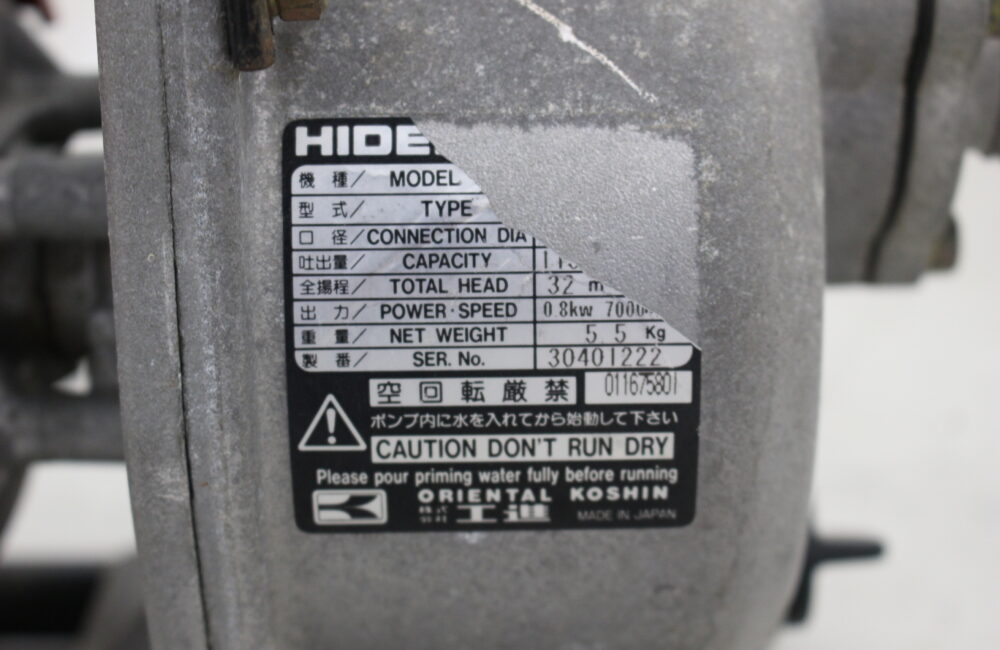 HIDE
機種/ MODEL
型式/ TYPE
口径/CONNECTION DIA
吐出量/ CAPACITY
全揚程/ TOTAL HEAD 32 m
出力/ POWER·SPEED 0.8kw 7000
重量/ NET WEIGHT 5.5 Kg
製番/ SER. No. 30401222
空回転厳禁 011675801
ポンプ内に水を入れてから始動して下さい
CAUTION DON'T RUN DRY
Please pour priming water fully before running
ORIENTAL KOSHIN
株式会社 工進 MADE IN JAPAN